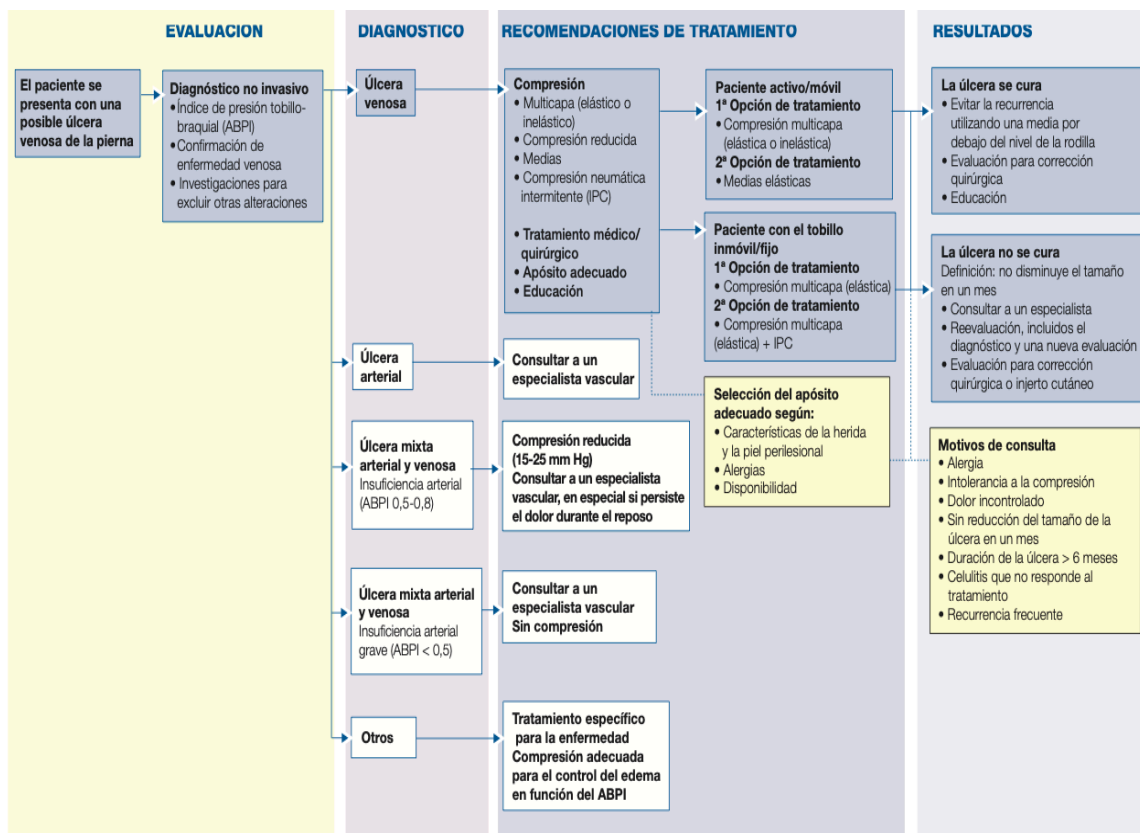 EVALUACION
DIAGNOSTICO
RECOMENDACIONES DE TRATAMIENTO
RESULTADOS
El paciente se
presenta con una
posible úlcera
venosa de la pierna
Diagnóstico no invasivo
• Índice de presión tobillo-
braquial (ABPI)
• Confirmación de
enfermedad venosa
• Investigaciones para
excluir otras alteraciones
Úlcera
venosa
Compresión
• Multicapa (elástico o
inelástico)
• Compresión reducida
• Medias
• Compresión neumática
intermitente (IPC)
• Tratamiento médico/
quirúrgico
• Apósito adecuado
• Educación
Paciente activo/móvil
1ª Opción de tratamiento
• Compresión multicapa
(elástica o inelástica)
2ª Opción de tratamiento
• Medias elásticas
Paciente con el tobillo
inmóvil/fijo
1ª Opción de tratamiento
• Compresión multicapa (elástica)
2ª Opción de tratamiento
• Compresión multicapa
(elástica) + IPC
La úlcera se cura
• Evitar la recurrencia
utilizando una media por
debajo del nivel de la rodilla
• Evaluación para corrección
quirúrgica
• Educación
La úlcera no se cura
Definición: no disminuye el tamaño
en un mes
• Consultar a un especialista
• Reevaluación, incluidos el
diagnóstico y una nueva evaluación
• Evaluación para corrección
quirúrgica o injerto cutáneo
Úlcera
arterial
Consultar a un
especialista vascular
Selección del apósito
adecuado según:
• Características de la herida
y la piel perilesional
• Alergias
• Disponibilidad
Úlcera mixta
arterial y venosa
Insuficiencia arterial
(ABPI 0,5-0,8)
Compresión reducida
(15-25 mm Hg)
Consultar a un especialista
vascular, en especial si persiste
el dolor durante el reposo
Motivos de consulta
• Alergia
• Intolerancia a la compresión
• Dolor incontrolado
• Sin reducción del tamaño de la
úlcera en un mes
• Duración de la úlcera > 6 meses
• Celulitis que no responde al
tratamiento
• Recurrencia frecuente
Úlcera mixta arterial
y venosa
Insuficiencia arterial
grave (ABPI < 0,5)
Consultar a un
especialista vascular
Sin compresión
Otros
Tratamiento específico
para la enfermedad
Compresión adecuada
para el control del edema
en función del ABPI